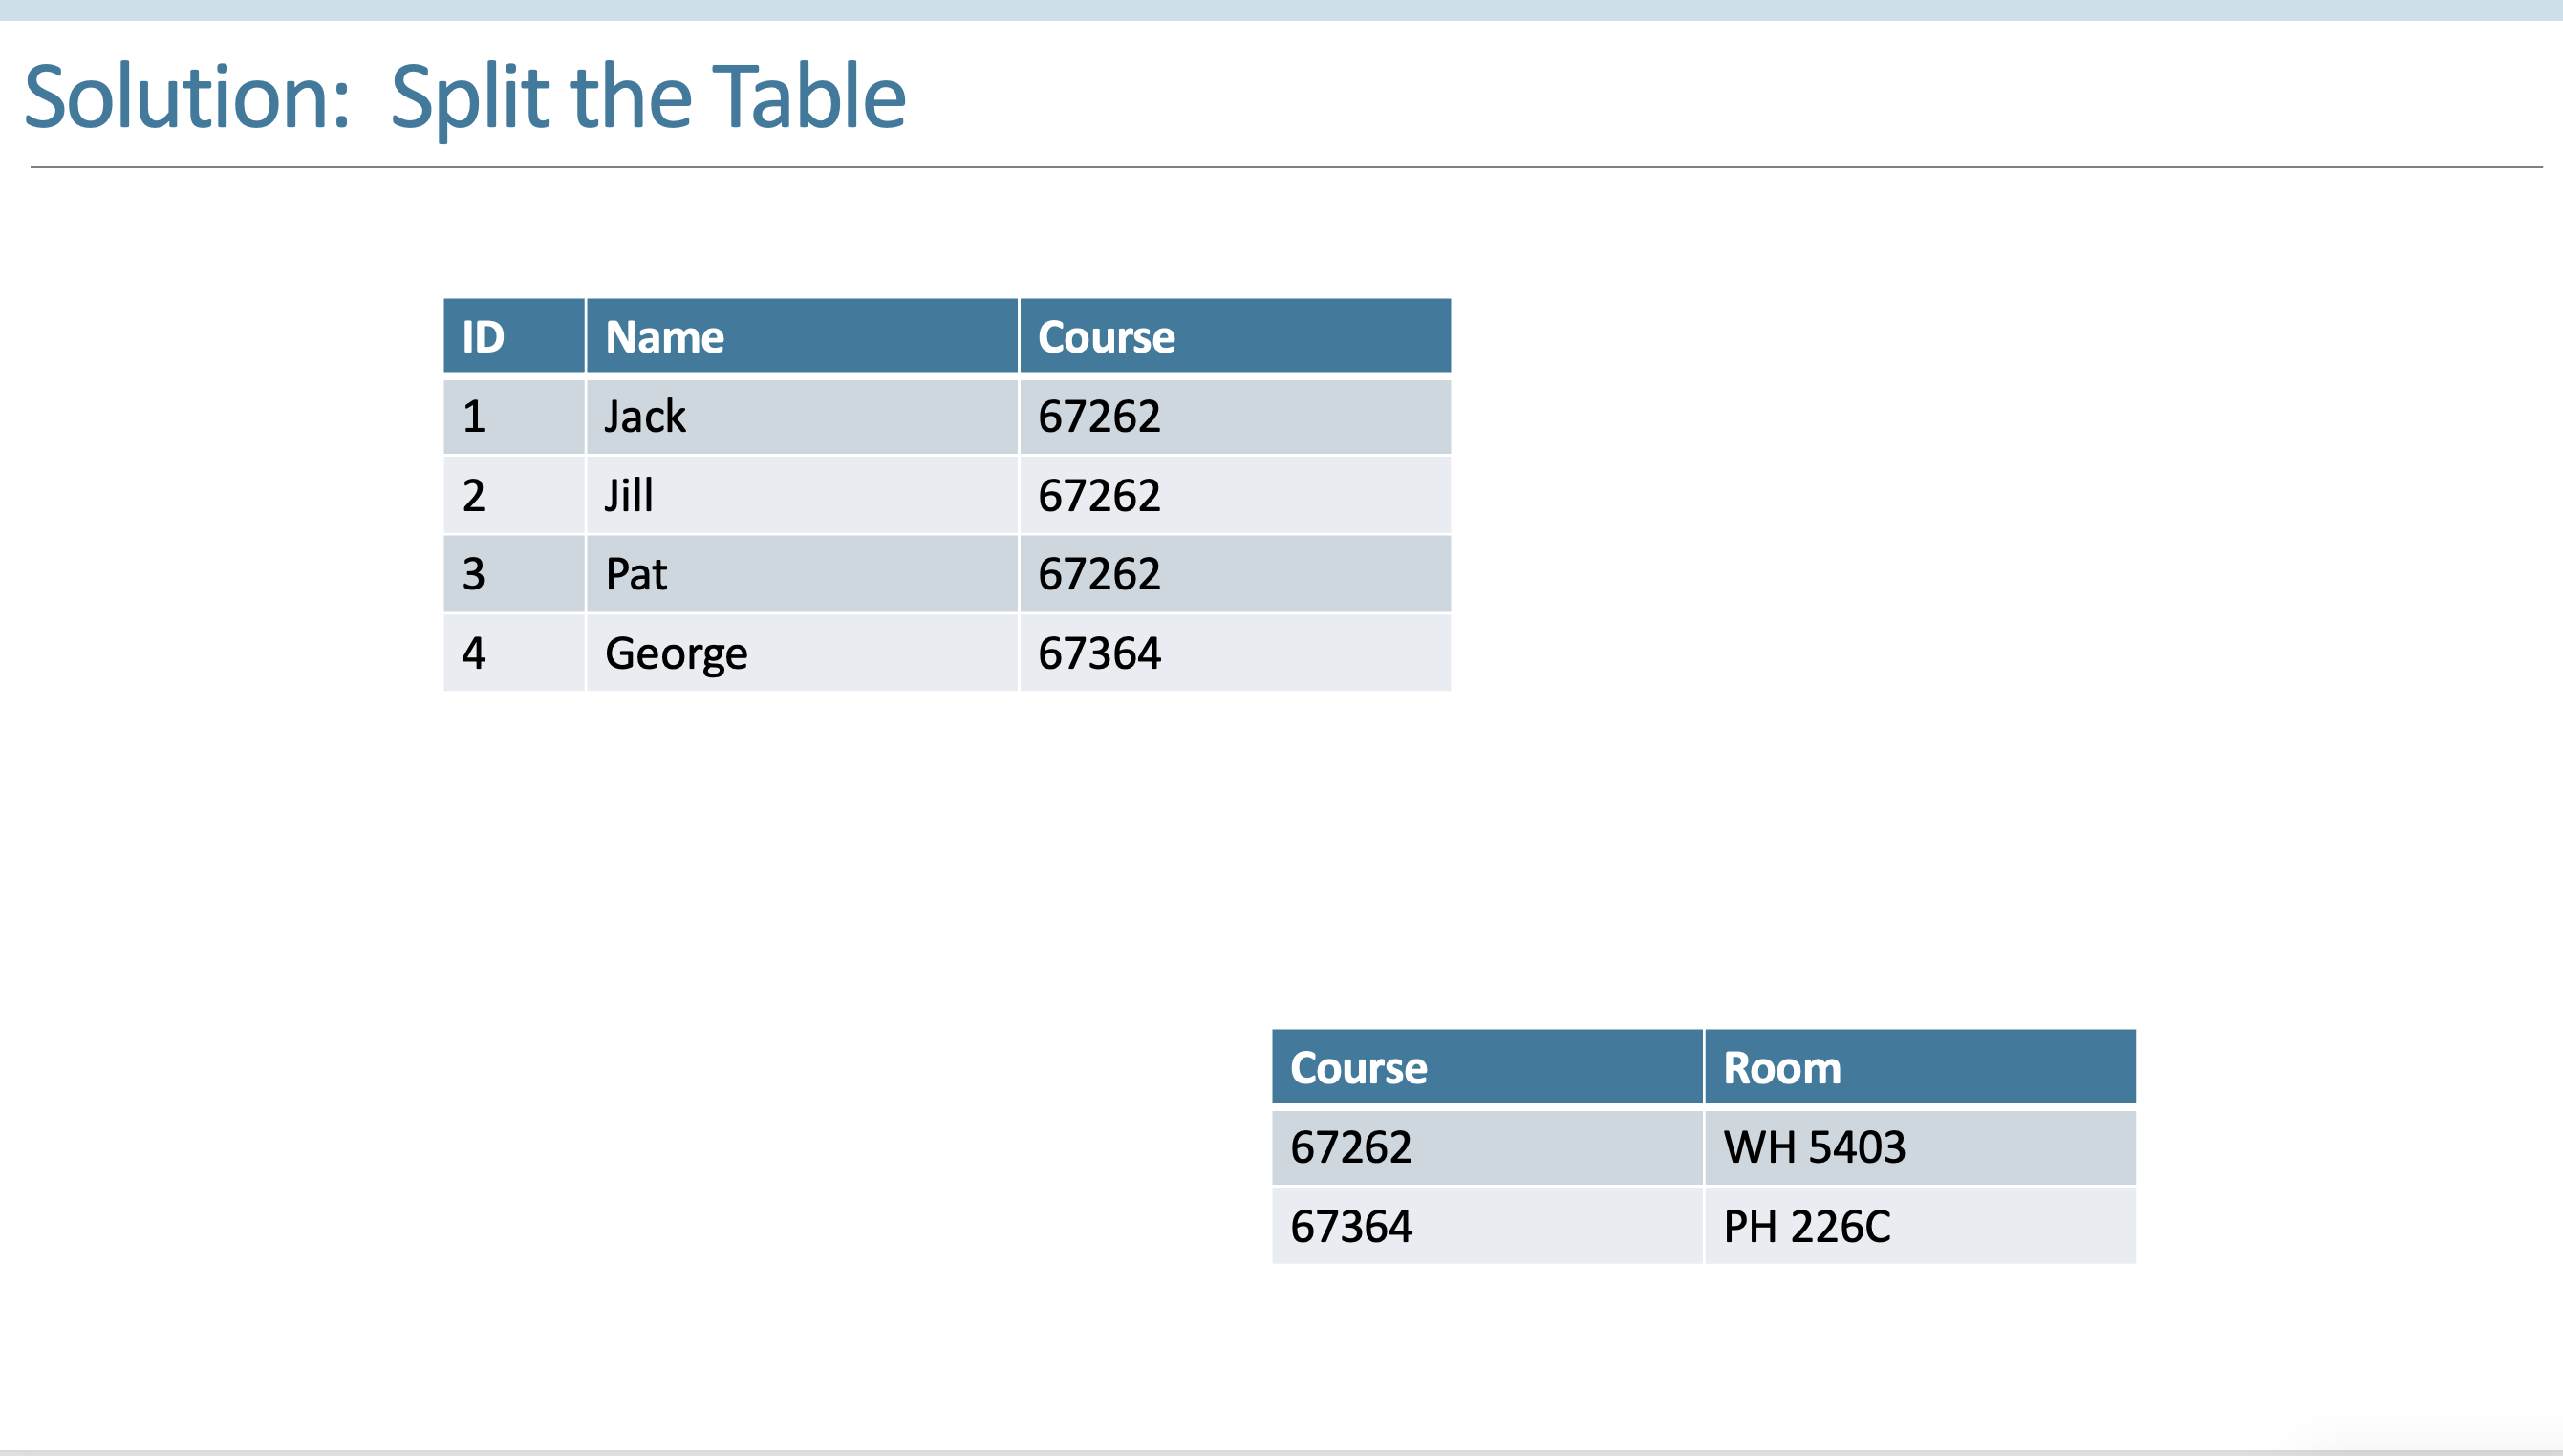 Solution:  Split the Table
ID Name Course
1 Jack 67262
2 Jill 67262
3 Pat 67262
4 George 67364
Course Room
67262 WH 5403
67364 PH 226C